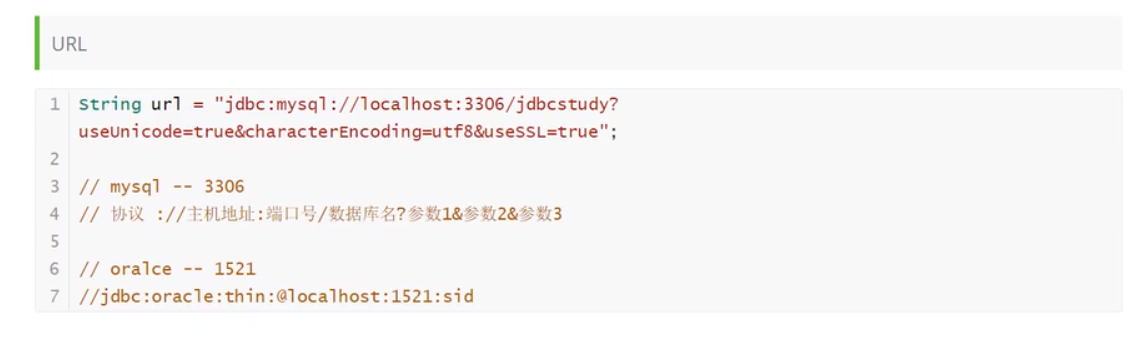 URL
1 String url = "jdbc:mysql://localhost:3306/jdbcstudy?
useUnicode=true&characterEncoding=utf8&useSSL=true";
2
3 // mysql -- 3306
4 // 协议 ://主机地址:端口号/数据库名?参数1&参数2&参数3
5
6 // oralce -- 1521
7 //jdbc:oracle:thin:@localhost:1521:sid